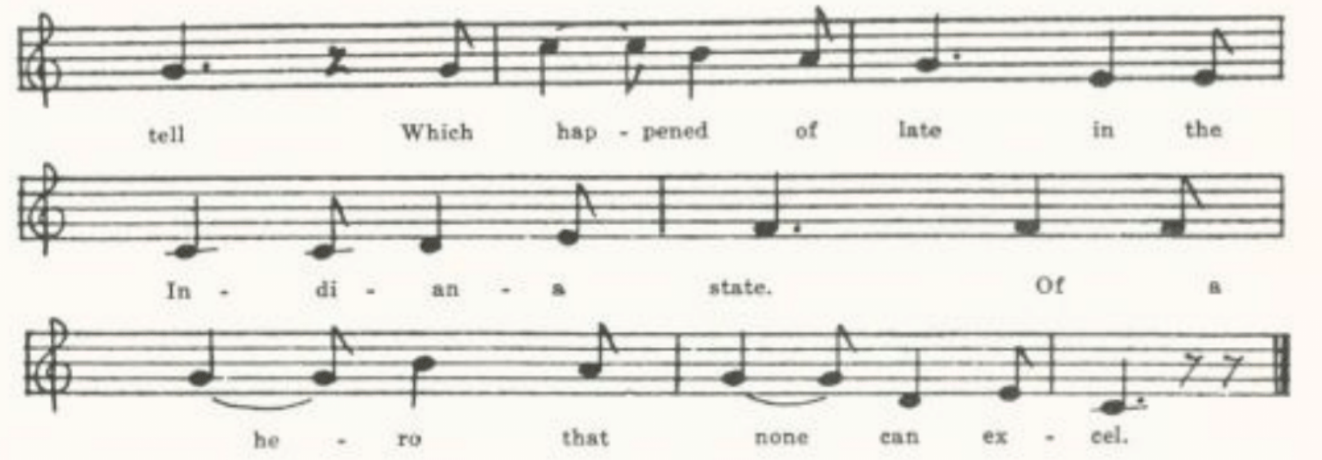 tell Which hap - pened of late in the
In - di - an - a state. Of a
he - ro that none can ex - cel.